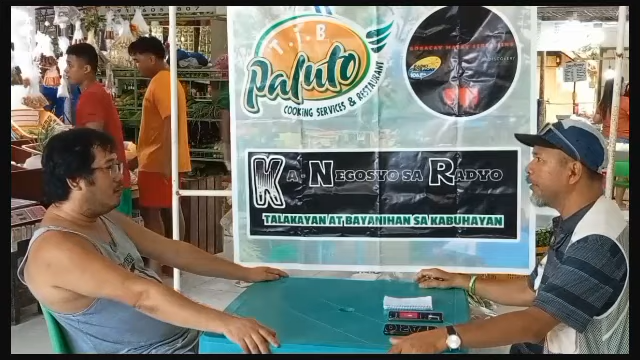 T.T.B
Paluto
COOKING SERVICES & RESTAURANT
KA-NEGOSYO SA RADYO
TALAKAYAN AT BAYANIHAN SA KABUHAYAN